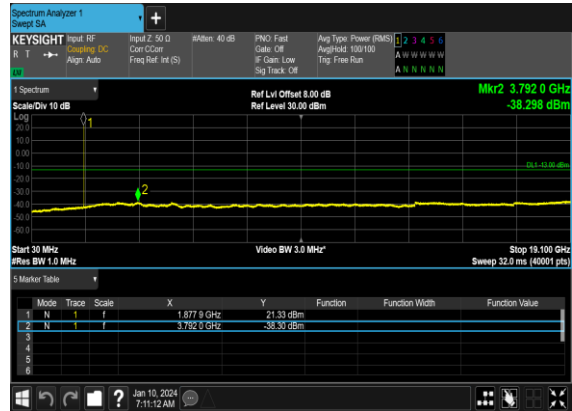 Spectrum Analyzer 1
Swept SA
KEYSIGHT
R T
Input: RF
Coupling: DC
Align: Auto
Input Z: 50 Ω
Corr CCorr
Freq Ref: Int (S)
#Atten: 40 dB
PNO: Fast
Gate: Off
IF Gain: Low
Sig Track: Off
Avg Type: Power (RMS)
Avg|Hold: 100/100
Trig: Free Run
1 2 3 4 5 6
A W W W W W
A N N N N N
1 Spectrum
Scale/Div 10 dB
Ref Lvl Offset 8.00 dB
Ref Level 30.00 dBm
Mkr2 3.792 0 GHz
-38.298 dBm
Log
20.0
10.0
0.00
-10.0
-20.0
-30.0
-40.0
-50.0
-60.0
1
2
DL1 -13.00 dBm
Start 30 MHz
#Res BW 1.0 MHz
Video BW 3.0 MHz*
Stop 19.100 GHz
Sweep 32.0 ms (40001 pts)
5 Marker Table
Mode Trace Scale X Y Function Function Width Function Value
1 N 1 f 1.877 9 GHz 21.33 dBm
2 N 1 f 3.792 0 GHz -38.30 dBm
3
4
5
6
?
Jan 10, 2024
7:11:12 AM